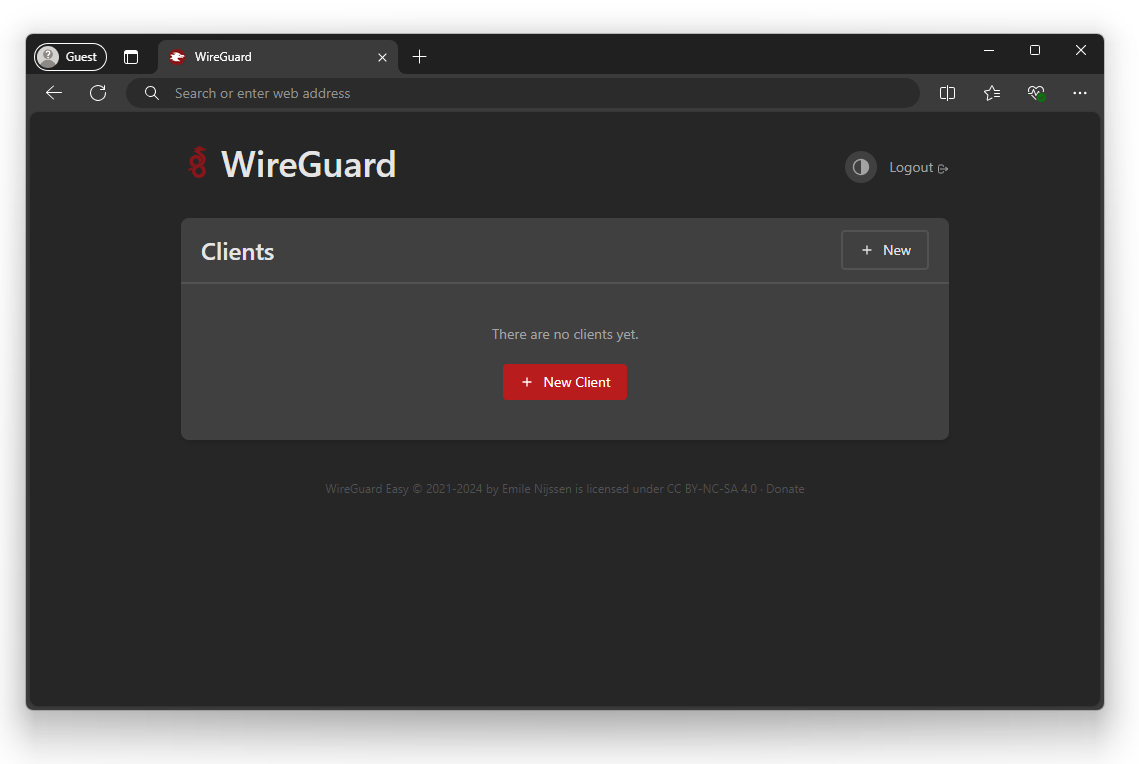 Guest
WireGuard
Search or enter web address
WireGuard
Logout
Clients
+ New
There are no clients yet.
+ New Client
WireGuard Easy © 2021-2024 by Emile Nijssen is licensed under CC BY-NC-SA 4.0 · Donate